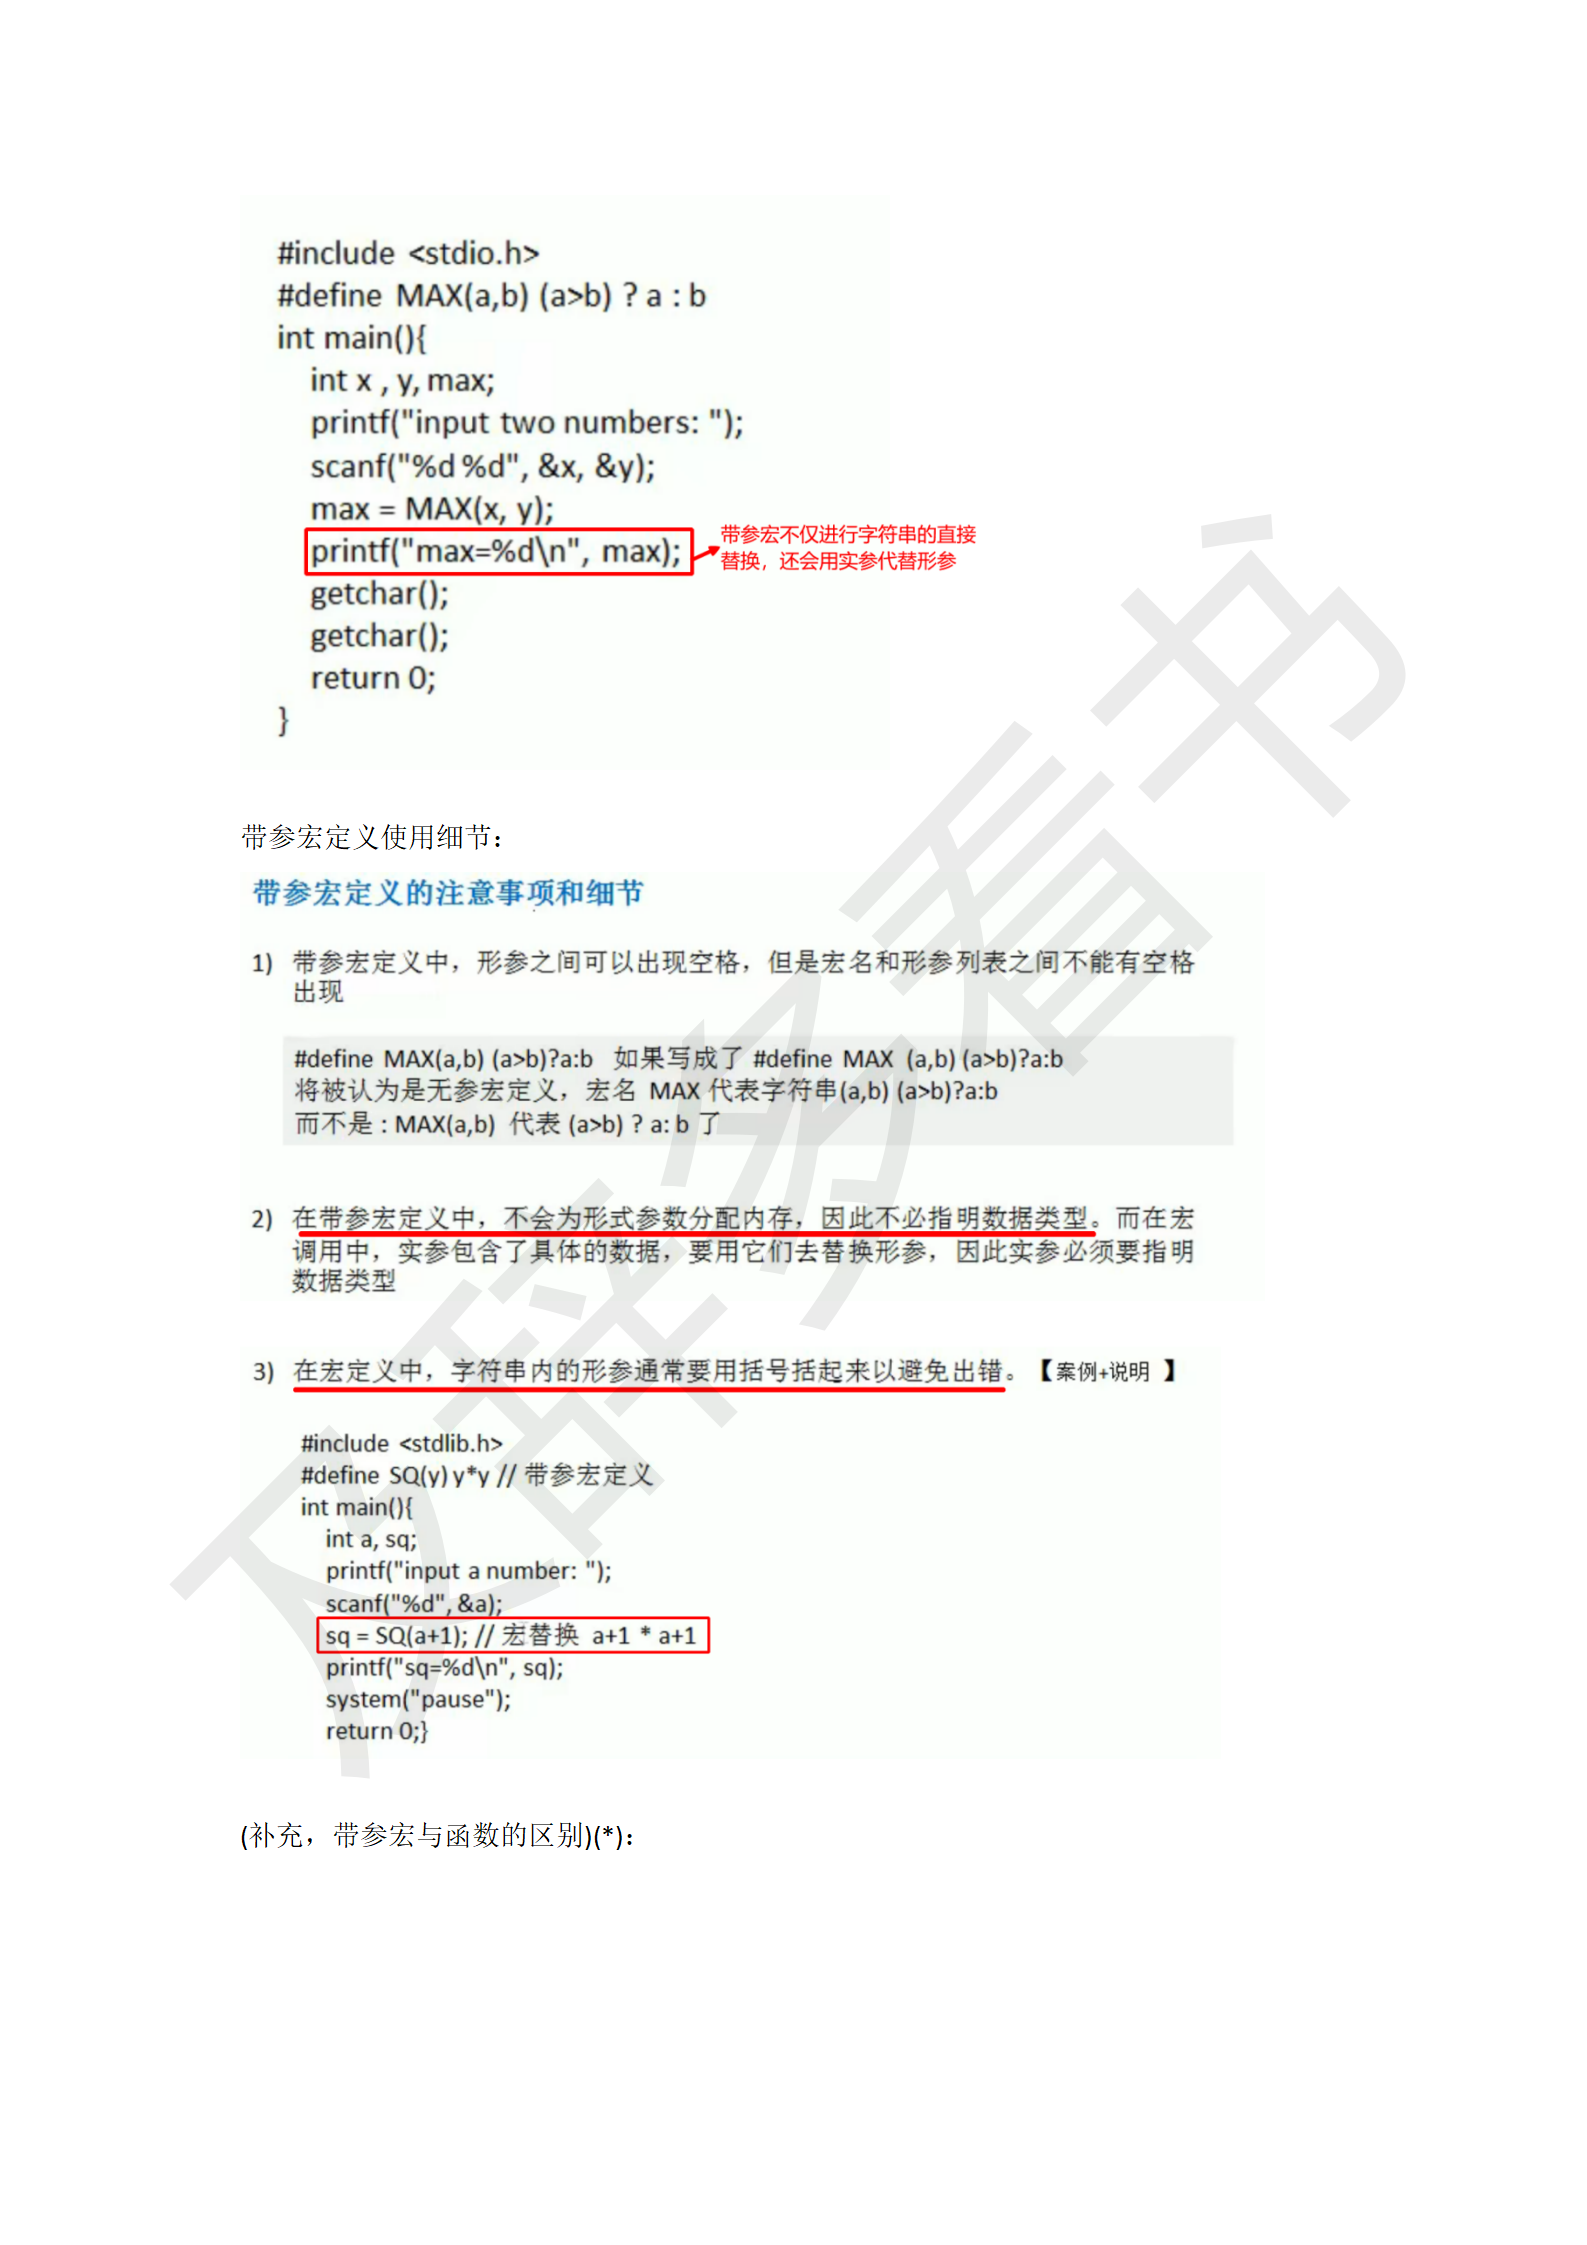 #include <stdio.h>
#define MAX(a,b) (a>b) ? a : b
int main(){
int x , y, max;
printf("input two numbers: ");
scanf("%d %d", &x, &y);
max = MAX(x, y);
printf("max=%d\n", max);
带参宏不仅进行字符串的直接
替换，还会用实参代替形参
getchar();
getchar();
return 0;
}
带参宏定义使用细节：
带参宏定义的注意事项和细节
1) 带参宏定义中，形参之间可以出现空格，但是宏名和形参列表之间不能有空格
出现
#define MAX(a,b) (a>b)?a:b 如果写成了 #define MAX (a,b) (a>b)?a:b
将被认为是无参宏定义，宏名 MAX 代表字符串(a,b) (a>b)?a:b
而不是 : MAX(a,b) 代表 (a>b) ? a: b 了
2) 在带参宏定义中，不会为形式参数分配内存，因此不必指明数据类型。而在宏
调用中，实参包含了具体的数据，要用它们去替换形参，因此实参必须要指明
数据类型
3) 在宏定义中，字符串内的形参通常要用括号括起来以避免出错。【案例+说明 】
#include <stdlib.h>
#define SQ(y) y*y // 带参宏定义
int main(){
int a, sq;
printf("input a number: ");
scanf("%d", &a);
sq = SQ(a+1); // 宏替换 a+1 * a+1
printf("sq=%d\n", sq);
system("pause");
return 0;}
(补充，带参宏与函数的区别)(*)：